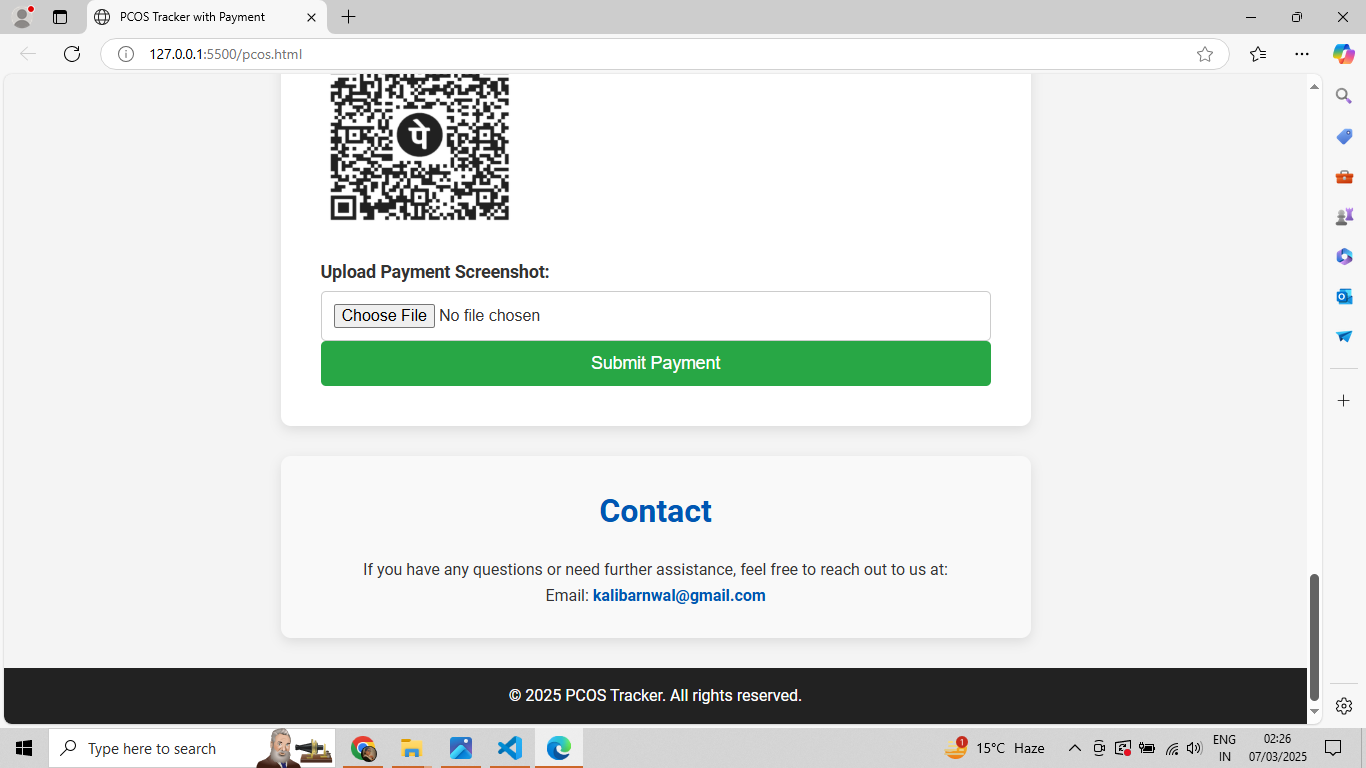 PCOS Tracker with Payment
127.0.0.1:5500/pcos.html
पे
Upload Payment Screenshot:
Choose File No file chosen
Submit Payment
Contact
If you have any questions or need further assistance, feel free to reach out to us at:
Email: kalibarnwal@gmail.com
© 2025 PCOS Tracker. All rights reserved.
Type here to search
1
15°C Haze
ENG
IN
02:26
07/03/2025